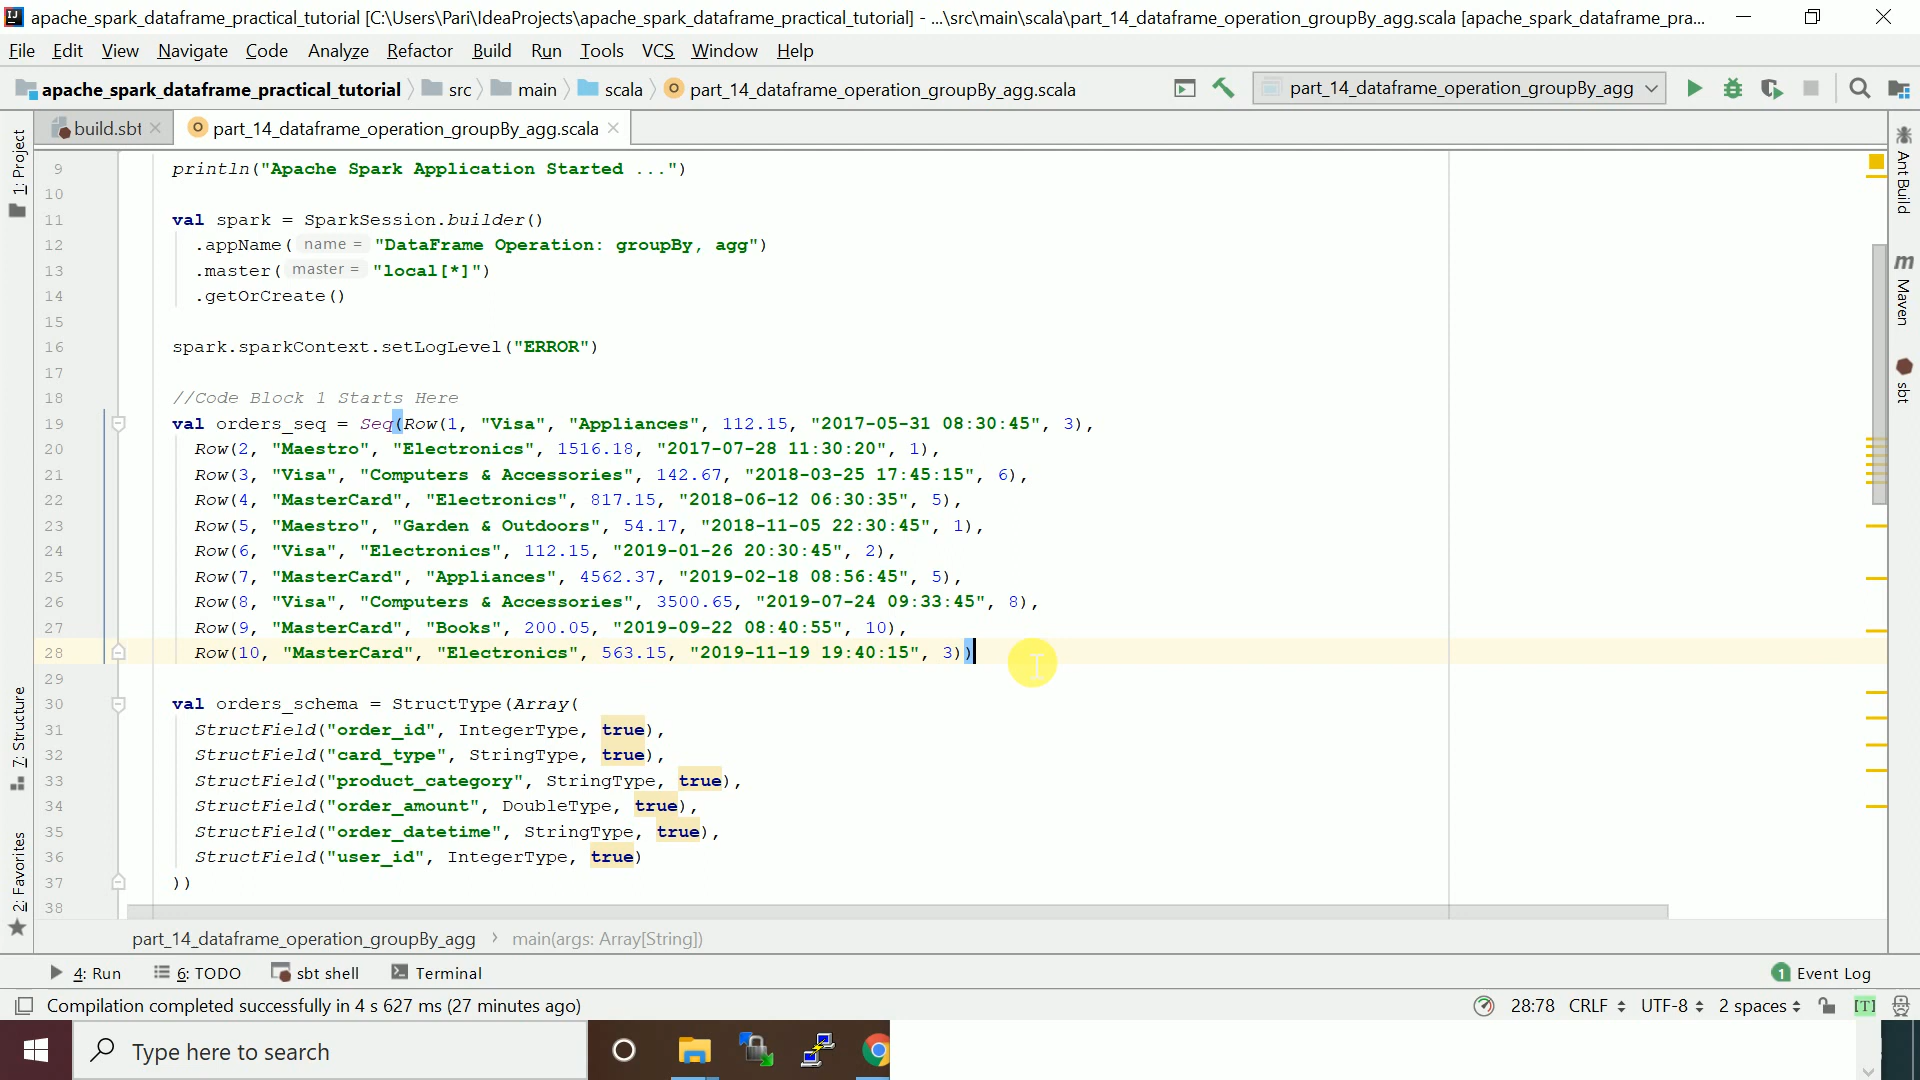 apache_spark_dataframe_practical_tutorial [C:\Users\Pari\IdeaProjects\apache_spark_dataframe_practical_tutorial] - ...\src\main\scala\part_14_dataframe_operation_groupBy_agg.scala [apache_spark_dataframe_pra...
File Edit View Navigate Code Analyze Refactor Build Run Tools VCS Window Help
apache_spark_dataframe_practical_tutorial src main scala part_14_dataframe_operation_groupBy_agg.scala part_14_dataframe_operation_groupBy_agg
build.sbt part_14_dataframe_operation_groupBy_agg.scala
1: Project
7: Structure
2: Favorites
9 println("Apache Spark Application Started ...")
10
11 val spark = SparkSession.builder()
12 .appName( name = "DataFrame Operation: groupBy, agg")
13 .master( master = "local[*]")
14 .getOrCreate()
15
16 spark.sparkContext.setLogLevel("ERROR")
17
18 //Code Block 1 Starts Here
19 val orders_seq = Seq(Row(1, "Visa", "Appliances", 112.15, "2017-05-31 08:30:45", 3),
20 Row(2, "Maestro", "Electronics", 1516.18, "2017-07-28 11:30:20", 1),
21 Row(3, "Visa", "Computers & Accessories", 142.67, "2018-03-25 17:45:15", 6),
22 Row(4, "MasterCard", "Electronics", 817.15, "2018-06-12 06:30:35", 5),
23 Row(5, "Maestro", "Garden & Outdoors", 54.17, "2018-11-05 22:30:45", 1),
24 Row(6, "Visa", "Electronics", 112.15, "2019-01-26 20:30:45", 2),
25 Row(7, "MasterCard", "Appliances", 4562.37, "2019-02-18 08:56:45", 5),
26 Row(8, "Visa", "Computers & Accessories", 3500.65, "2019-07-24 09:33:45", 8),
27 Row(9, "MasterCard", "Books", 200.05, "2019-09-22 08:40:55", 10),
28 Row(10, "MasterCard", "Electronics", 563.15, "2019-11-19 19:40:15", 3))
29
30 val orders_schema = StructType(Array(
31 StructField("order_id", IntegerType, true),
32 StructField("card_type", StringType, true),
33 StructField("product_category", StringType, true),
34 StructField("order_amount", DoubleType, true),
35 StructField("order_datetime", StringType, true),
36 StructField("user_id", IntegerType, true)
37 ))
38
Ant Build
m Maven
sbt
part_14_dataframe_operation_groupBy_agg › main(args: Array[String])
4: Run 6: TODO sbt shell Terminal 1 Event Log
Compilation completed successfully in 4 s 627 ms (27 minutes ago) 28:78 CRLF UTF-8 2 spaces [T]
Type here to search